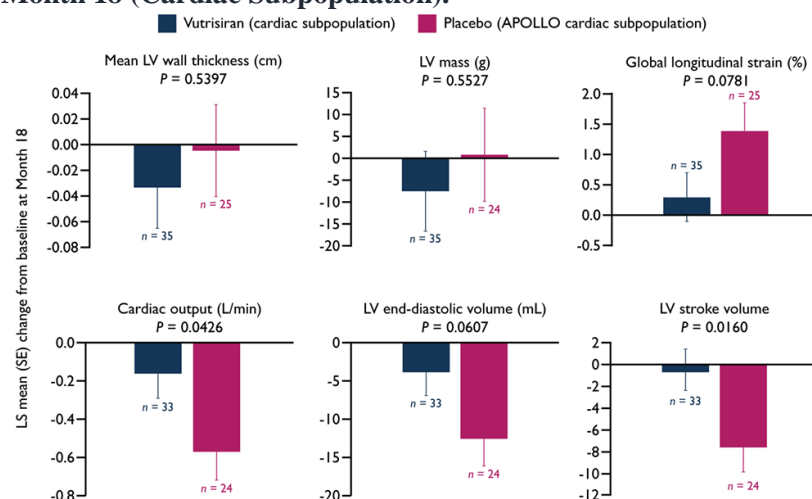 Month 18 (Cardiac Subpopulation).
Vutrisiran (cardiac subpopulation) Placebo (APOLLO cardiac subpopulation)
LS mean (SE) change from baseline at Month 18
Mean LV wall thickness (cm)
P = 0.5397
0.04
0.02
0.00
-0.02
-0.04
-0.06
-0.08
n = 35
n = 25
LV mass (g)
P = 0.5527
15
10
5
0
-5
-10
-15
-20
n = 35
n = 24
Global longitudinal strain (%)
P = 0.0781
2.0
1.5
1.0
0.5
0.0
-0.5
n = 35
n = 25
Cardiac output (L/min)
P = 0.0426
0.0
-0.2
-0.4
-0.6
-0.8
n = 33
n = 24
LV end-diastolic volume (mL)
P = 0.0607
0
-5
-10
-15
-20
n = 33
n = 24
LV stroke volume
P = 0.0160
2
0
-2
-4
-6
-8
-10
-12
n = 33
n = 24